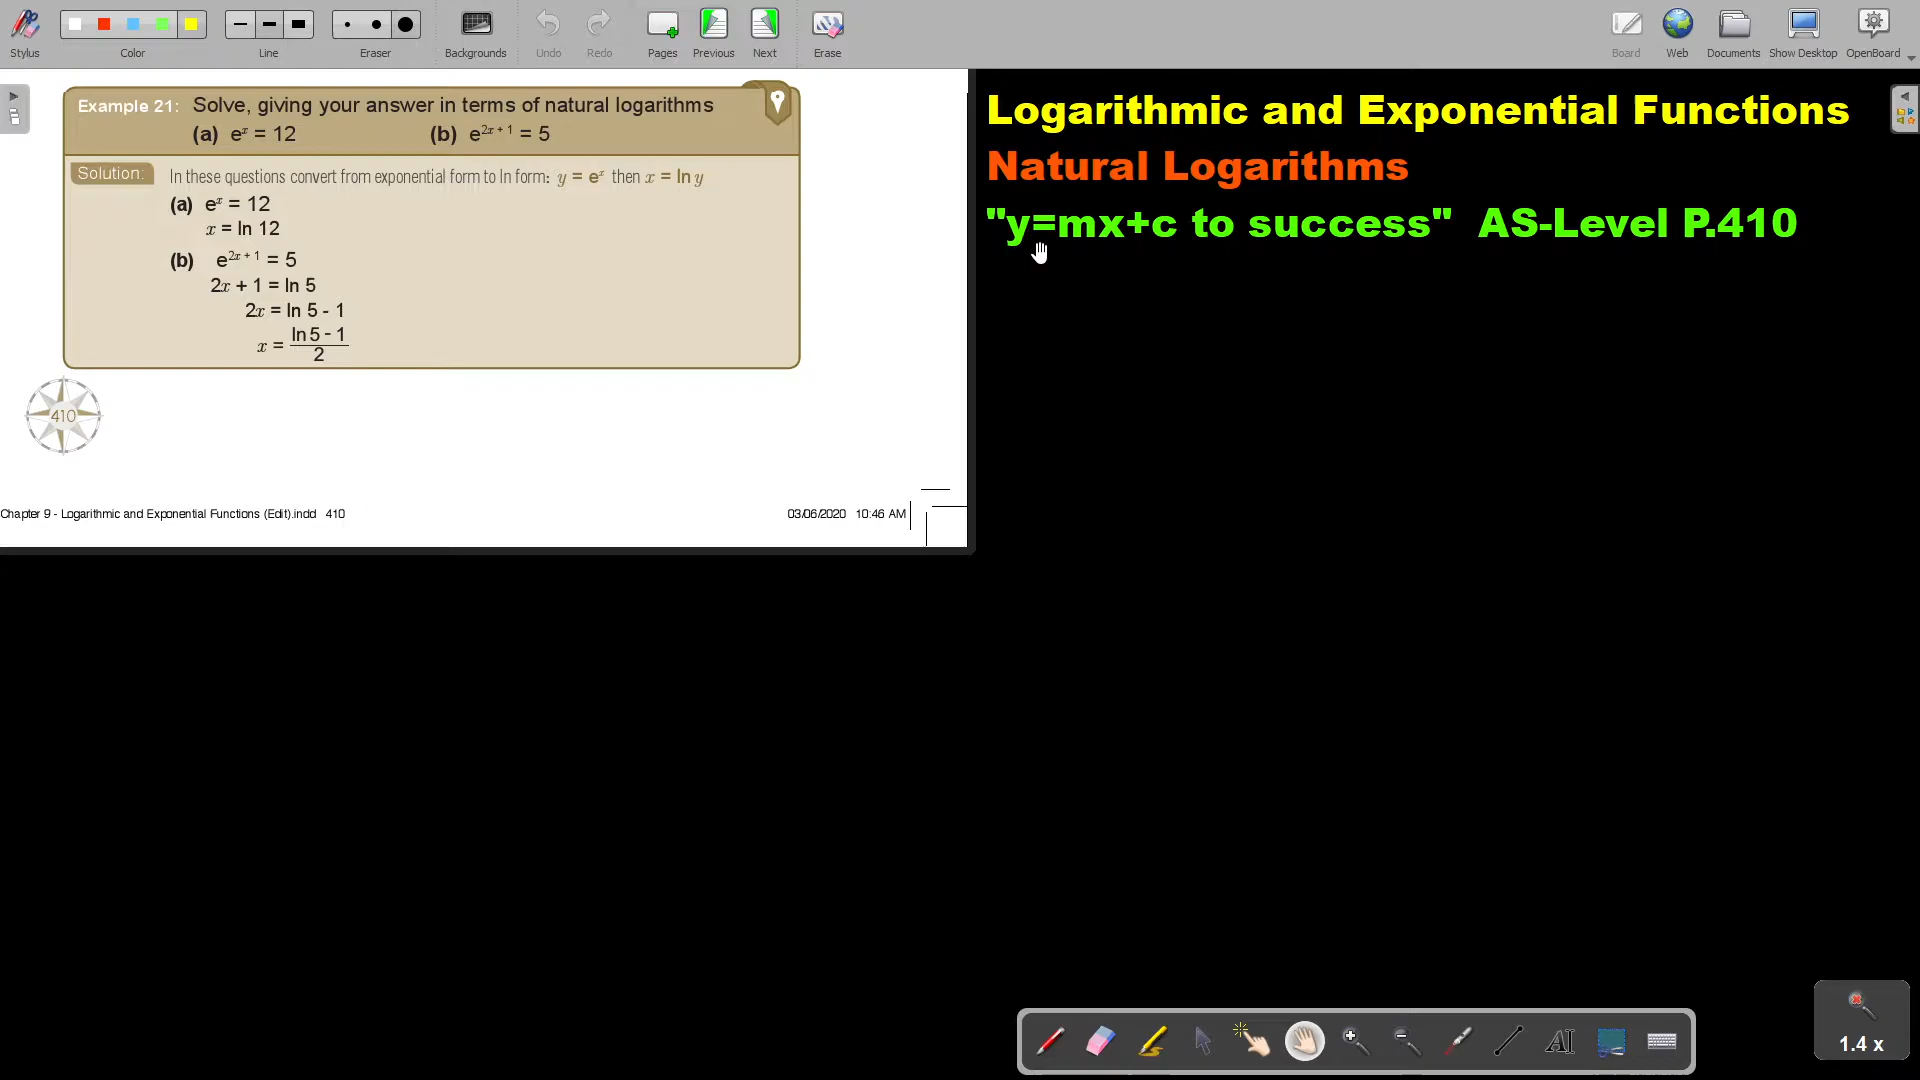 Stylus
Color
Line
Eraser
Backgrounds
Undo
Redo
Pages
Previous
Next
Erase
Board
Web
Documents
Show Desktop
OpenBoard
Example 21: Solve, giving your answer in terms of natural logarithms
(a) eˣ = 12 (b) e²ˣ ⁺ ¹ = 5
Solution: In these questions convert from exponential form to ln form: y = eˣ then x = ln y
(a) eˣ = 12
x = ln 12
(b) e²ˣ ⁺ ¹ = 5
2x + 1 = ln 5
2x = ln 5 - 1
x = ln 5 - 1 / 2
410
Chapter 9 - Logarithmic and Exponential Functions (Edit).indd 410
03/06/2020 10:46 AM
Logarithmic and Exponential Functions
Natural Logarithms
"y=mx+c to success" AS-Level P.410
AI
1.4 x